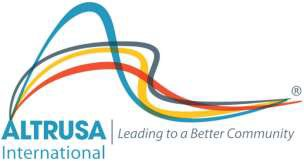 ®
ALTRUSA | Leading to a Better Community
International